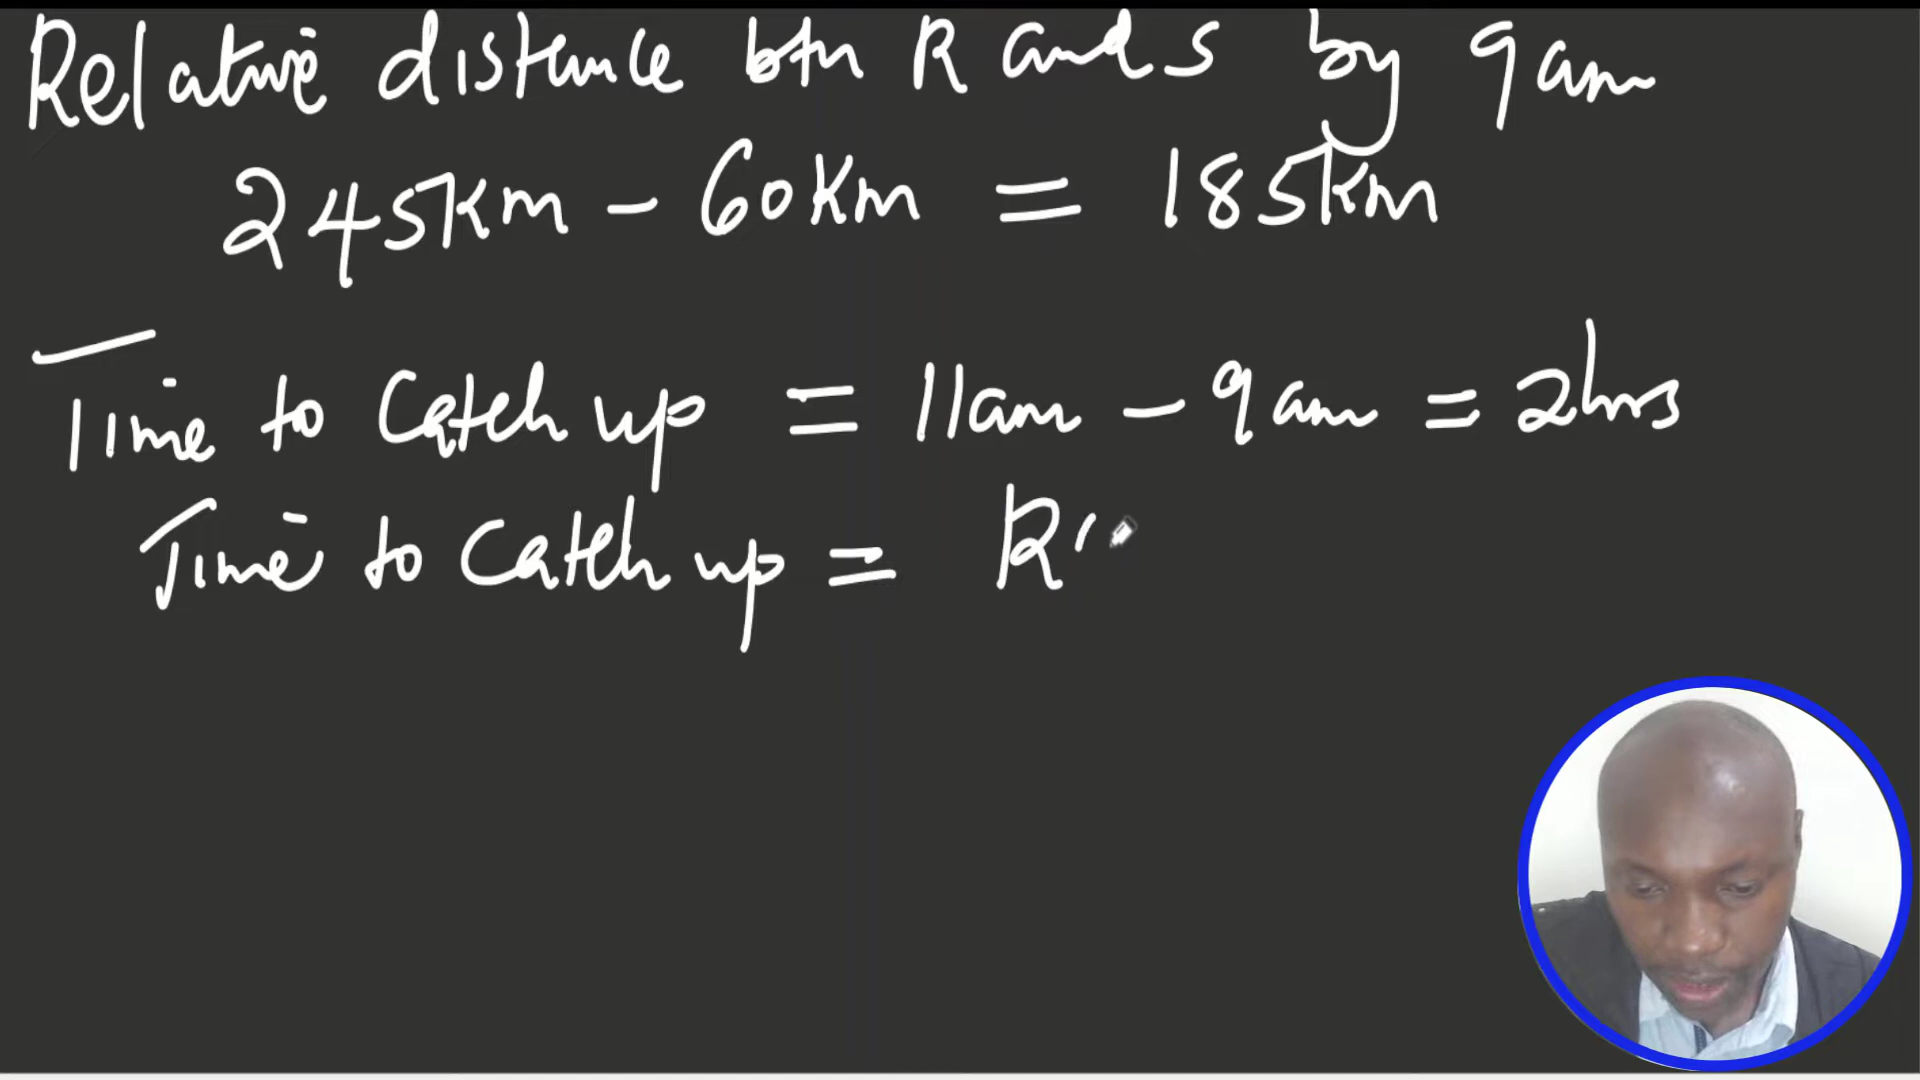 Relative distance btn R and S by 9am
245km - 60km = 185km
Time to Catch up = 11am - 9am = 2hrs
Time to Catch up = R